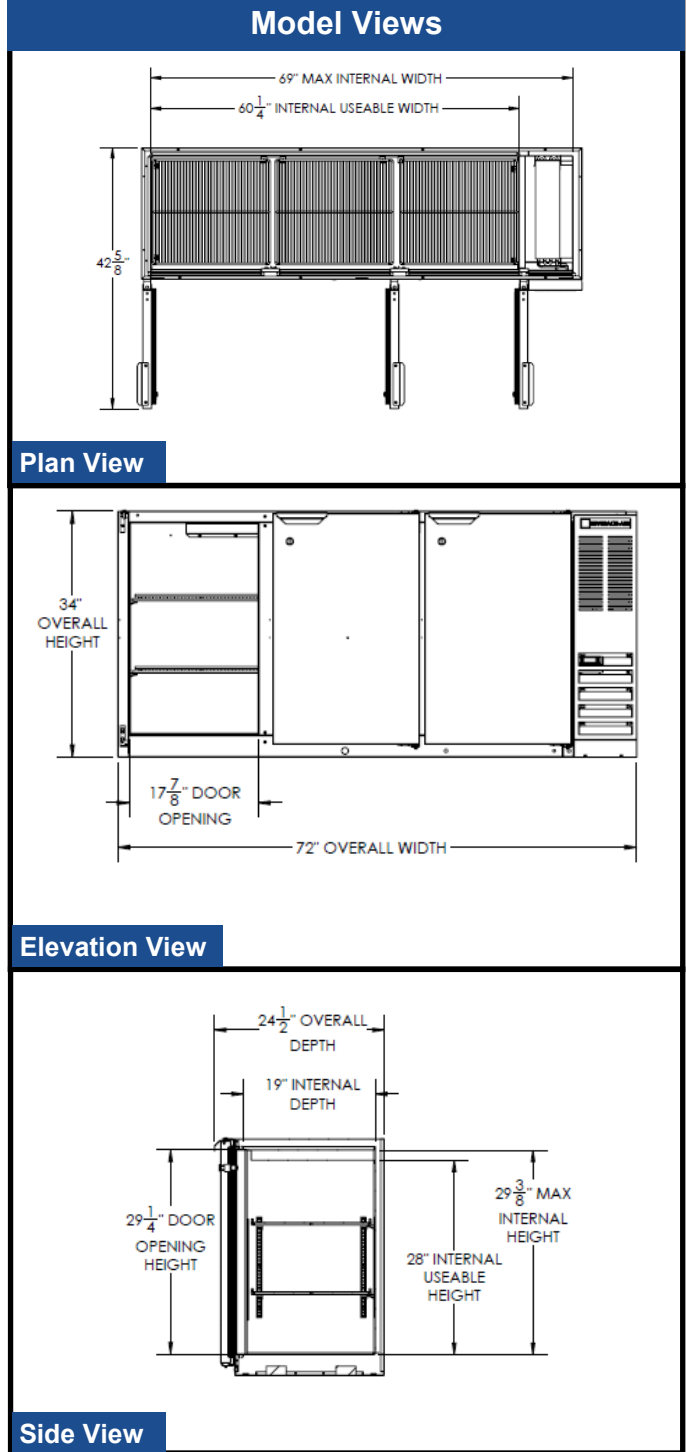 Model Views
69" MAX INTERNAL WIDTH
60 1/4" INTERNAL USEABLE WIDTH
42 5/8"
Plan View
BEVERAGE-AIR
34"
OVERALL
HEIGHT
17 7/8" DOOR
OPENING
72" OVERALL WIDTH
Elevation View
24 1/2" OVERALL
DEPTH
19" INTERNAL
DEPTH
29 1/4" DOOR
OPENING
HEIGHT
29 3/8" MAX
INTERNAL
HEIGHT
28" INTERNAL
USEABLE
HEIGHT
Side View